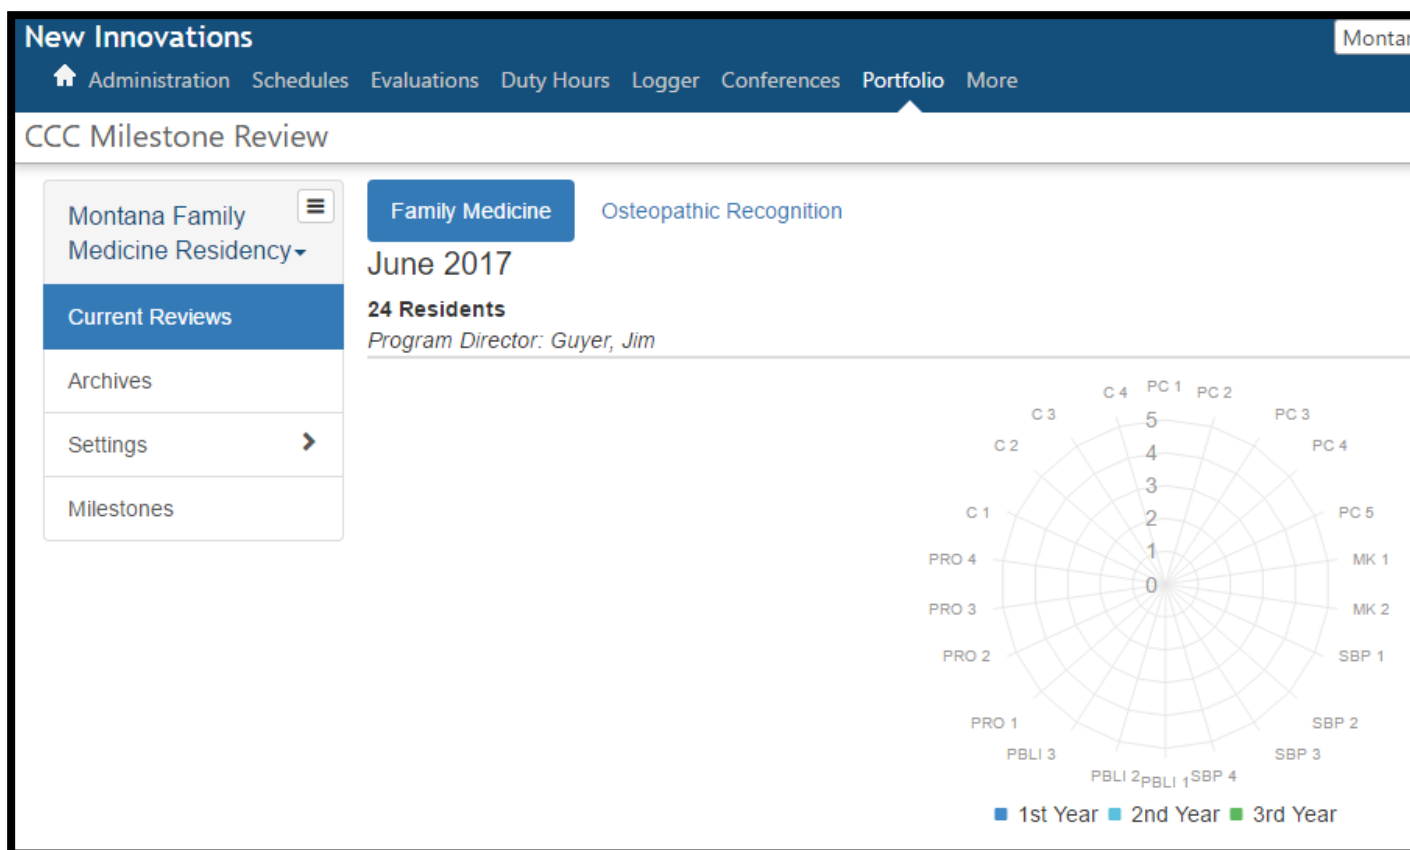 New Innovations
Administration Schedules Evaluations Duty Hours Logger Conferences Portfolio More
CCC Milestone Review
Montana Family
Medicine Residency
Current Reviews
Archives
Settings
Milestones
Family Medicine Osteopathic Recognition
June 2017
24 Residents
Program Director: Guyer, Jim
PC 1
PC 2
PC 3
PC 4
PC 5
MK 1
MK 2
SBP 1
SBP 2
SBP 3
SBP 4
PBLI 1
PBLI 2
PBLI 3
PRO 1
PRO 2
PRO 3
PRO 4
C 1
C 2
C 3
C 4
5
4
3
2
1
0
1st Year 2nd Year 3rd Year